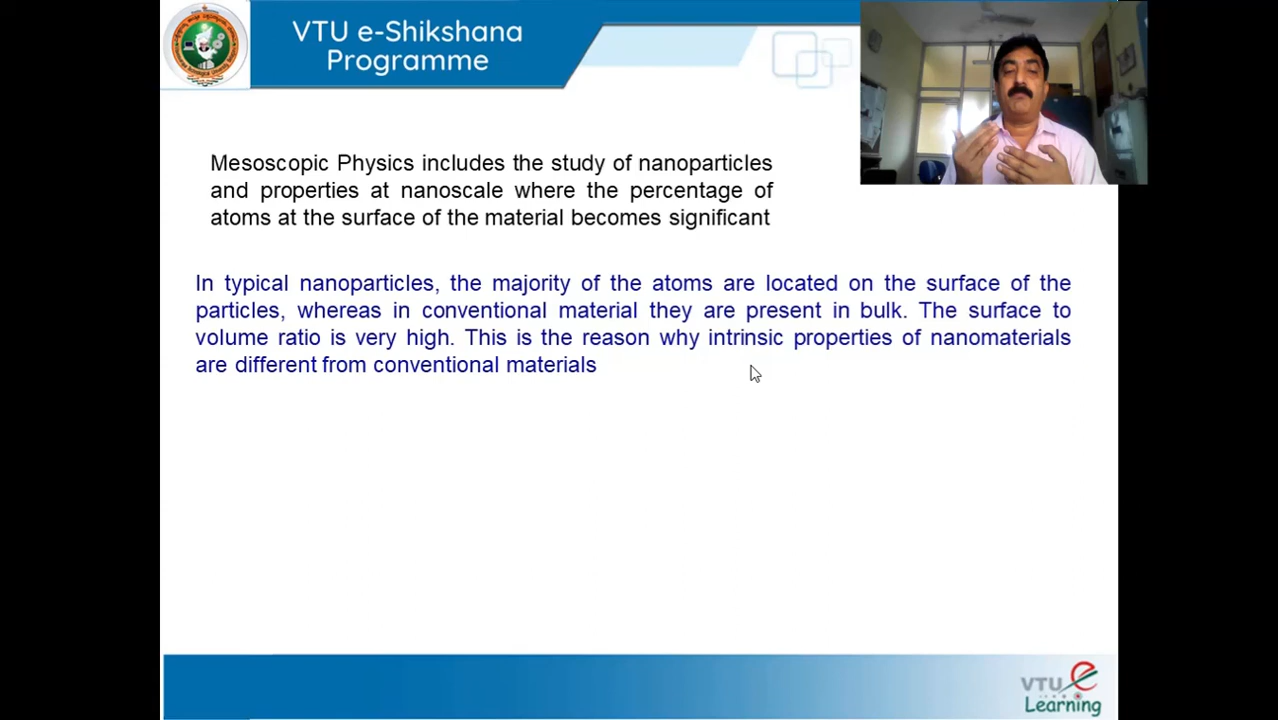 VTU e-Shikshana
Programme
Mesoscopic Physics includes the study of nanoparticles
and properties at nanoscale where the percentage of
atoms at the surface of the material becomes significant
In typical nanoparticles, the majority of the atoms are located on the surface of the
particles, whereas in conventional material they are present in bulk. The surface to
volume ratio is very high. This is the reason why intrinsic properties of nanomaterials
are different from conventional materials
VTU e
Learning